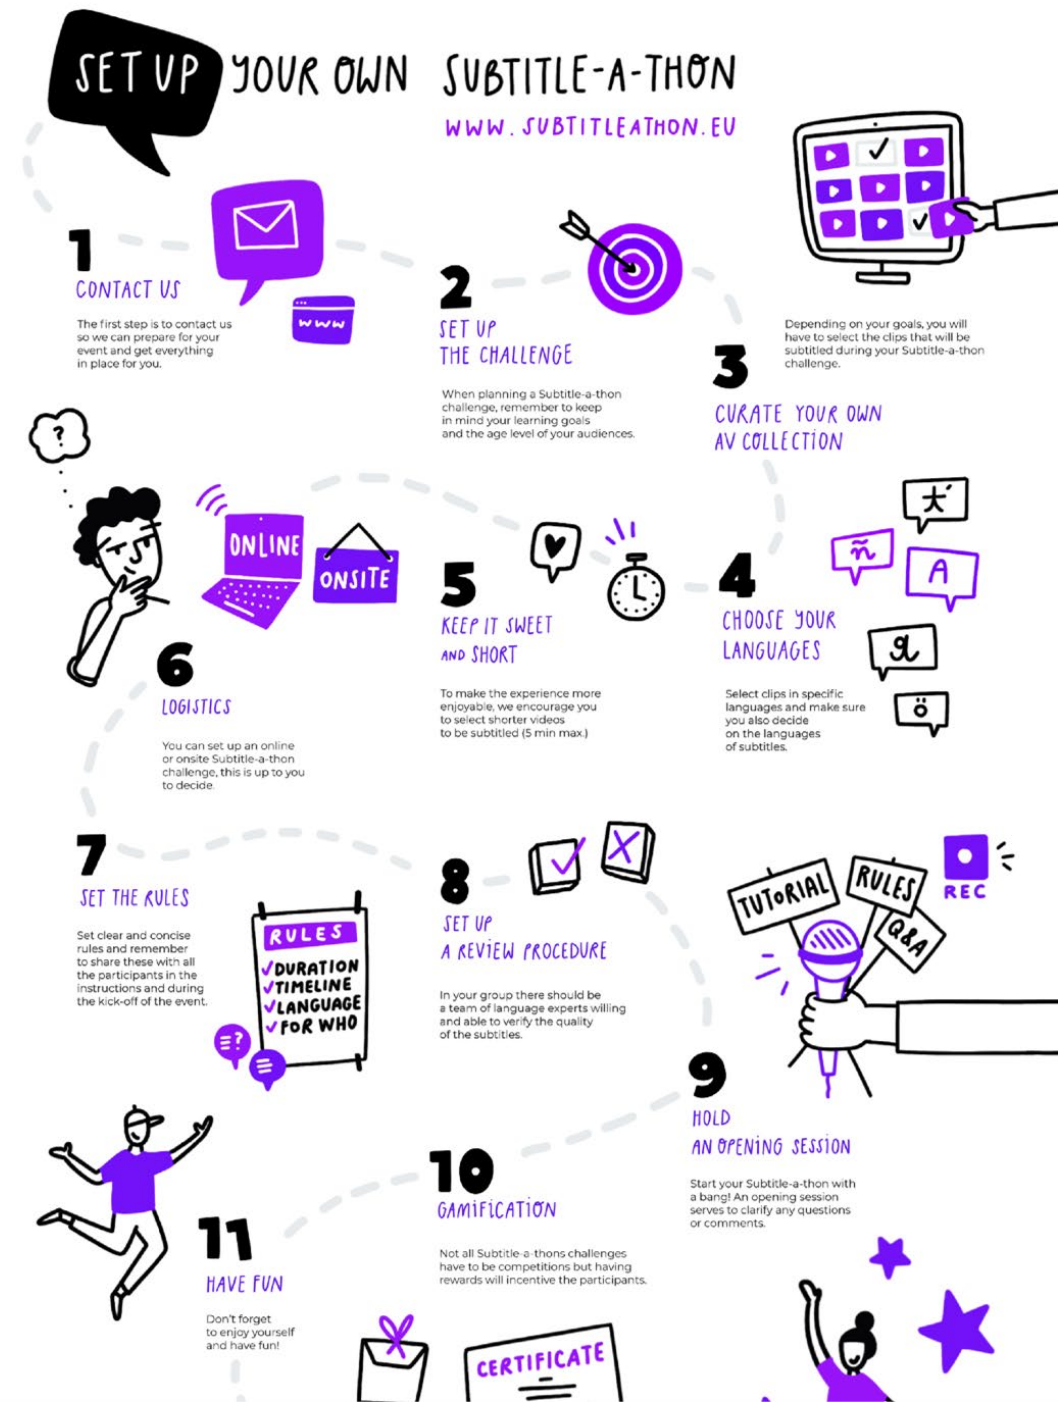 SET UP YOUR OWN SUBTITLE-A-THON
WWW.SUBTITLEATHON.EU
1
CONTACT US
The first step is to contact us
so we can prepare for your
event and get everything
in place for you.
WWW
2
SET UP
THE CHALLENGE
When planning a Subtitle-a-thon
challenge, remember to keep
in mind your learning goals
and the age level of your audiences.
3
CURATE YOUR OWN
AV COLLECTION
Depending on your goals, you will
have to select the clips that will be
subtitled during your Subtitle-a-thon
challenge.
4
CHOOSE YOUR
LANGUAGES
Select clips in specific
languages and make sure
you also decide
on the languages
of subtitles.
ñ
A
ö
5
KEEP IT SWEET
AND SHORT
To make the experience more
enjoyable, we encourage you
to select shorter videos
to be subtitled (5 min max.)
?
ONLINE
ONSITE
6
LOGISTICS
You can set up an online
or onsite Subtitle-a-thon
challenge, this is up to you
to decide.
7
SET THE RULES
Set clear and concise
rules and remember
to share these with all
the participants in the
instructions and during
the kick-off of the event.
RULES
DURATION
TIMELINE
LANGUAGE
FOR WHO
?
8
SET UP
A REVIEW PROCEDURE
In your group there should be
a team of language experts willing
and able to verify the quality
of the subtitles.
TUTORIAL
RULES
Q&A
REC
9
HOLD
AN OPENING SESSION
Start your Subtitle-a-thon with
a bang! An opening session
serves to clarify any questions
or comments.
10
GAMIFICATION
Not all Subtitle-a-thons challenges
have to be competitions but having
rewards will incentive the participants.
CERTIFICATE
11
HAVE FUN
Don't forget
to enjoy yourself
and have fun!